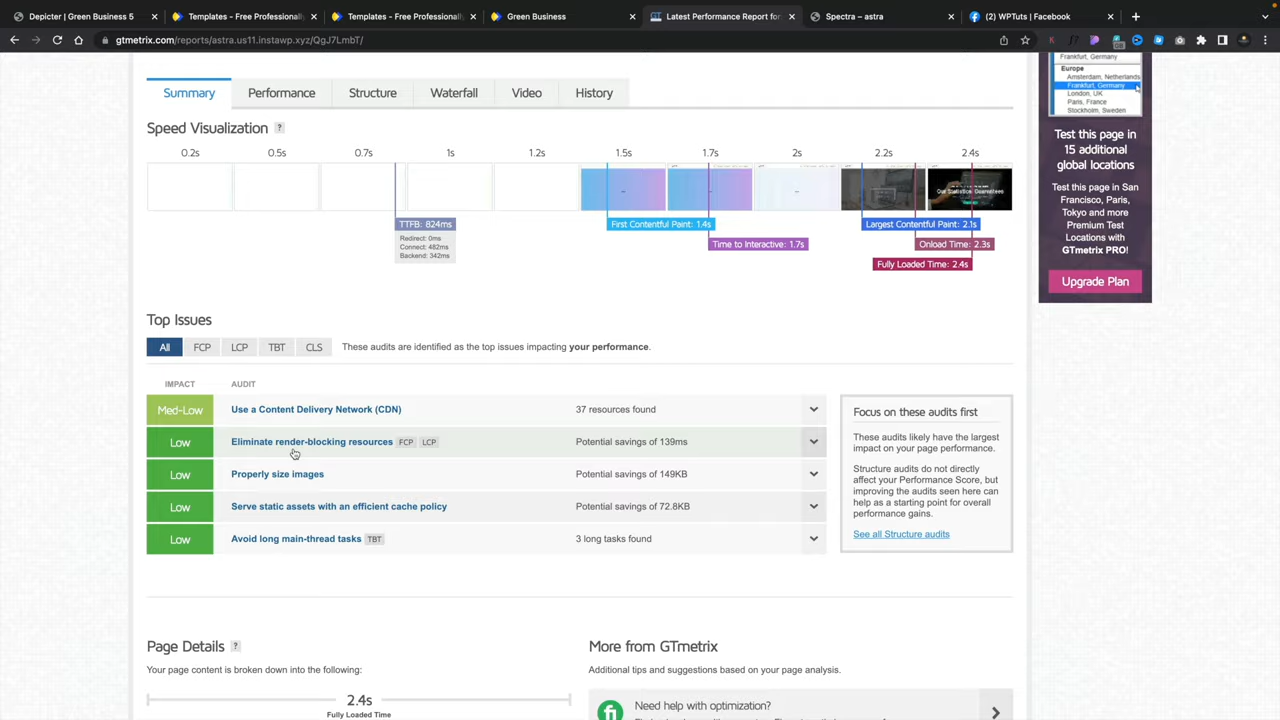 Depicter | Green Business 5
Templates - Free Professionall
Templates - Free Professionall
Green Business
Latest Performance Report for
Spectra – astra
(2) WPTuts | Facebook
gtmetrix.com/reports/astra.us11.instawp.xyz/QgJ7LmbT/
Summary
Performance
Structure
Waterfall
Video
History
Speed Visualization ?
0.2s
0.5s
0.7s
1s
1.2s
1.5s
1.7s
2s
2.2s
2.4s
Our Statistic Guarantees
TTFB: 824ms
Redirect: 0ms
Connect: 482ms
Backend: 342ms
First Contentful Paint: 1.4s
Time to Interactive: 1.7s
Largest Contentful Paint: 2.1s
Onload Time: 2.3s
Fully Loaded Time: 2.4s
Top Issues
All
FCP
LCP
TBT
CLS
These audits are identified as the top issues impacting your performance.
IMPACT
AUDIT
Med-Low
Use a Content Delivery Network (CDN)
37 resources found
Low
Eliminate render-blocking resources FCP LCP
Potential savings of 139ms
Low
Properly size images
Potential savings of 149KB
Low
Serve static assets with an efficient cache policy
Potential savings of 72.8KB
Low
Avoid long main-thread tasks TBT
3 long tasks found
Focus on these audits first
These audits likely have the largest
impact on your page performance.
Structure audits do not directly
affect your Performance Score, but
improving the audits seen here can
help as a starting point for overall
performance gains.
See all Structure audits
Page Details ?
Your page content is broken down into the following:
2.4s
Fully Loaded Time
More from GTmetrix
Additional tips and suggestions based on your page analysis.
Need help with optimization?
Frankfurt, Germany
Europe
Amsterdam, Netherlands
Frankfurt, Germany
London, UK
Paris, France
Stockholm, Sweden
Test this page in
15 additional
global locations
Test this page in San
Francisco, Paris,
Tokyo and more
Premium Test
Locations with
GTmetrix PRO!
Upgrade Plan